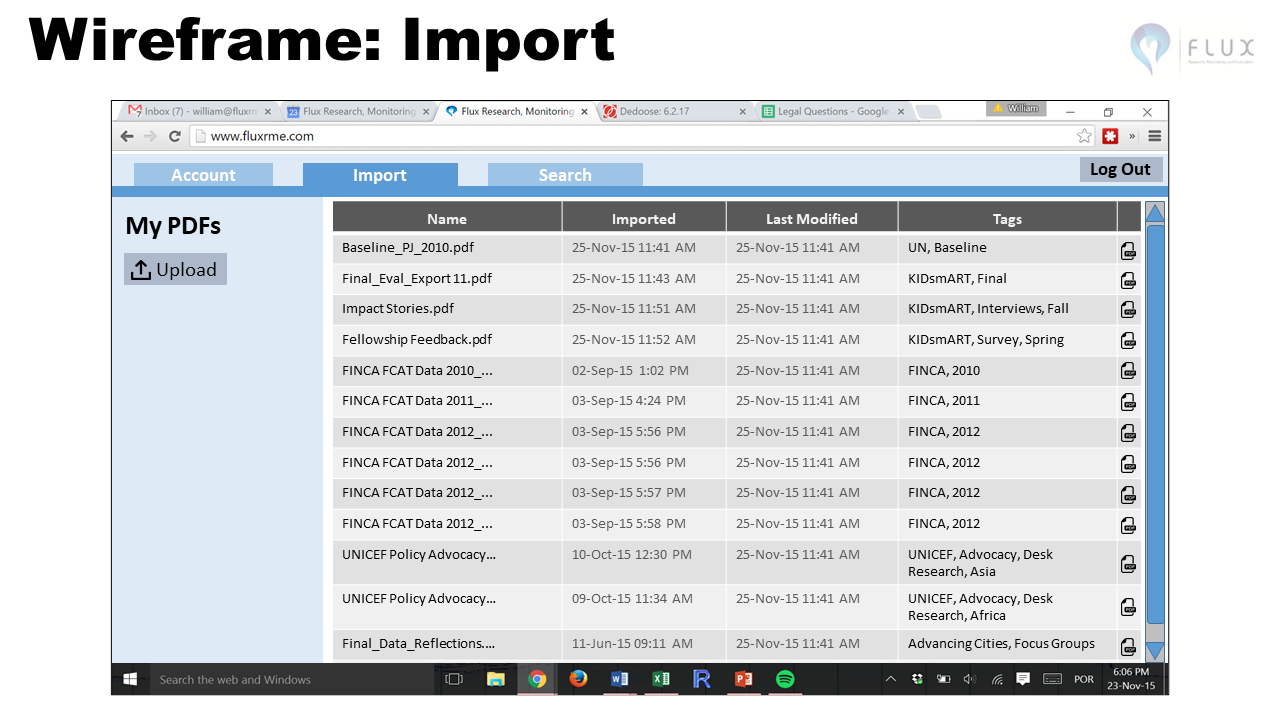 Wireframe: Import
FLUX
Inbox (7) - william@fluxrm
Flux Research, Monitoring
Flux Research, Monitoring
Dedoose: 6.2.17
Legal Questions - Google
William
www.fluxrme.com
Account
Import
Search
Log Out
My PDFs
Upload
Name Imported Last Modified Tags
Baseline_PJ_2010.pdf 25-Nov-15 11:41 AM 25-Nov-15 11:41 AM UN, Baseline
Final_Eval_Export 11.pdf 25-Nov-15 11:43 AM 25-Nov-15 11:41 AM KIDsmART, Final
Impact Stories.pdf 25-Nov-15 11:51 AM 25-Nov-15 11:41 AM KIDsmART, Interviews, Fall
Fellowship Feedback.pdf 25-Nov-15 11:52 AM 25-Nov-15 11:41 AM KIDsmART, Survey, Spring
FINCA FCAT Data 2010_... 02-Sep-15 1:02 PM 25-Nov-15 11:41 AM FINCA, 2010
FINCA FCAT Data 2011_... 03-Sep-15 4:24 PM 25-Nov-15 11:41 AM FINCA, 2011
FINCA FCAT Data 2012_... 03-Sep-15 5:56 PM 25-Nov-15 11:41 AM FINCA, 2012
FINCA FCAT Data 2012_... 03-Sep-15 5:56 PM 25-Nov-15 11:41 AM FINCA, 2012
FINCA FCAT Data 2012_... 03-Sep-15 5:57 PM 25-Nov-15 11:41 AM FINCA, 2012
FINCA FCAT Data 2012_... 03-Sep-15 5:58 PM 25-Nov-15 11:41 AM FINCA, 2012
UNICEF Policy Advocacy... 10-Oct-15 12:30 PM 25-Nov-15 11:41 AM UNICEF, Advocacy, Desk
Research, Asia
UNICEF Policy Advocacy... 09-Oct-15 11:34 AM 25-Nov-15 11:41 AM UNICEF, Advocacy, Desk
Research, Africa
Final_Data_Reflections.... 11-Jun-15 09:11 AM 25-Nov-15 11:41 AM Advancing Cities, Focus Groups
Search the web and Windows
POR
6:06 PM
23-Nov-15